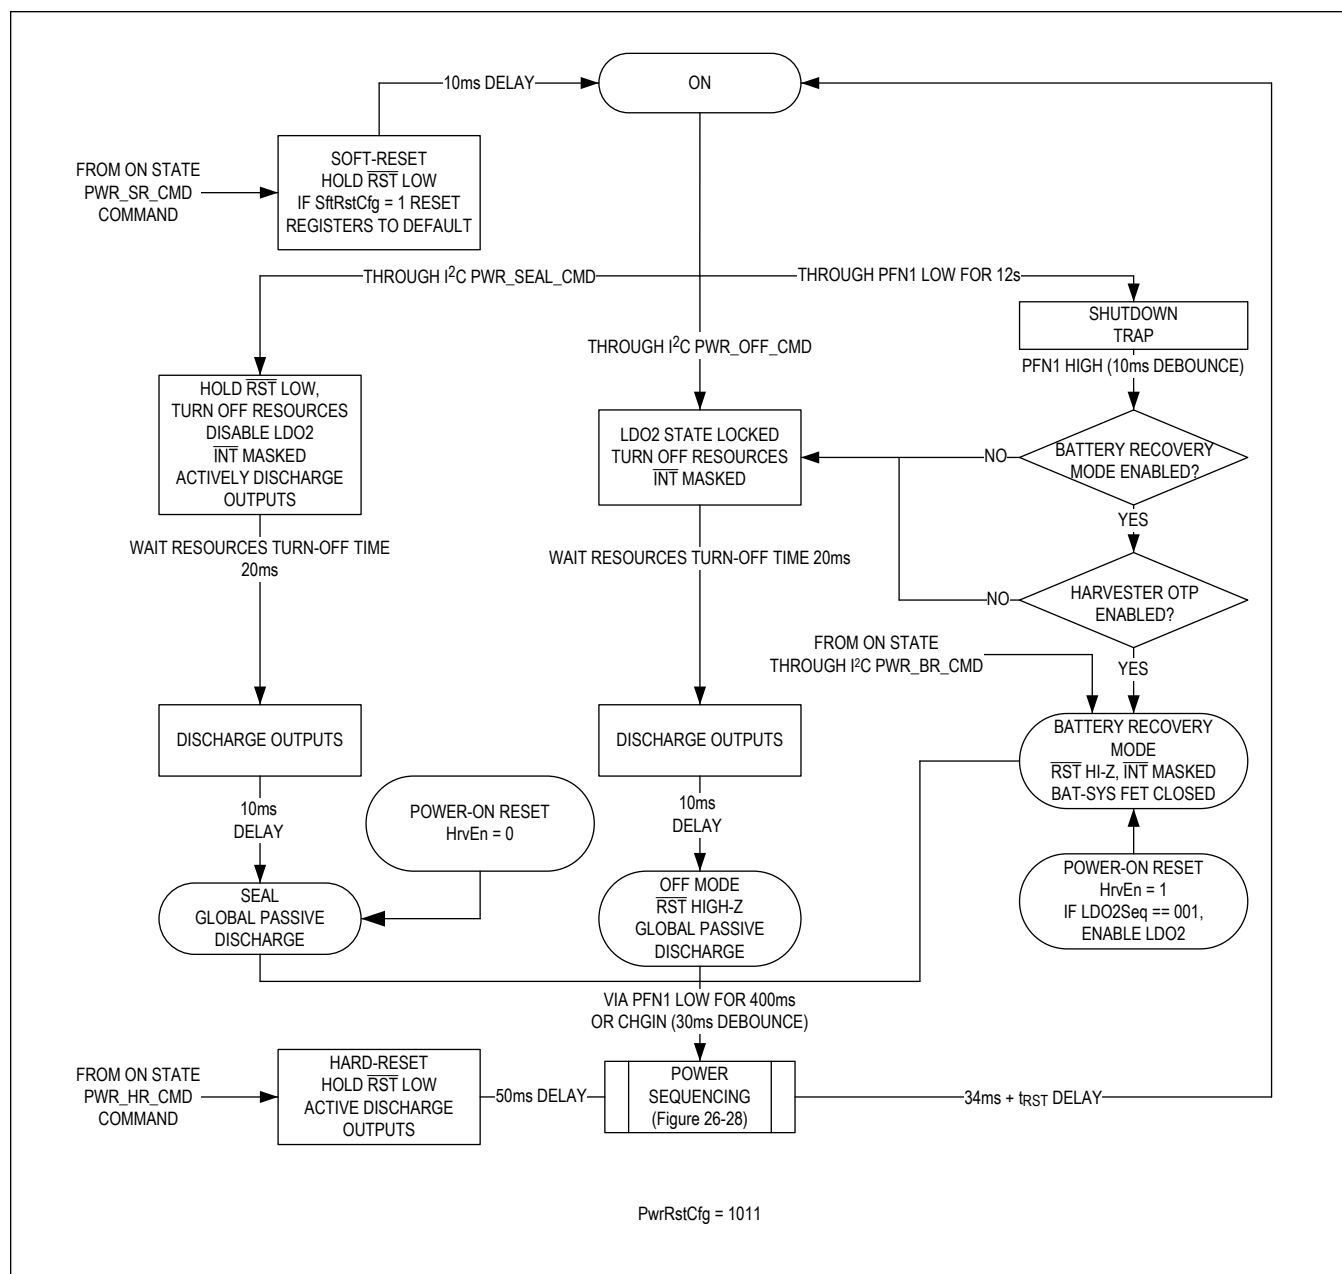 ON
10ms DELAY
FROM ON STATE
PWR_SR_CMD
COMMAND
SOFT-RESET
HOLD RST LOW
IF SftRstCfg = 1 RESET
REGISTERS TO DEFAULT
THROUGH I2C PWR_SEAL_CMD
THROUGH PFN1 LOW FOR 12s
SHUTDOWN
TRAP
THROUGH I2C PWR_OFF_CMD
PFN1 HIGH (10ms DEBOUNCE)
HOLD RST LOW,
TURN OFF RESOURCES
DISABLE LDO2
INT MASKED
ACTIVELY DISCHARGE
OUTPUTS
LDO2 STATE LOCKED
TURN OFF RESOURCES
INT MASKED
NO
BATTERY RECOVERY
MODE ENABLED?
YES
WAIT RESOURCES TURN-OFF TIME
20ms
WAIT RESOURCES TURN-OFF TIME 20ms
NO
HARVESTER OTP
ENABLED?
FROM ON STATE
THROUGH I2C PWR_BR_CMD
YES
DISCHARGE OUTPUTS
DISCHARGE OUTPUTS
BATTERY RECOVERY
MODE
RST HI-Z, INT MASKED
BAT-SYS FET CLOSED
10ms
DELAY
POWER-ON RESET
HrvEn = 0
10ms
DELAY
POWER-ON RESET
HrvEn = 1
IF LDO2Seq == 001,
ENABLE LDO2
SEAL
GLOBAL PASSIVE
DISCHARGE
OFF MODE
RST HIGH-Z
GLOBAL PASSIVE
DISCHARGE
VIA PFN1 LOW FOR 400ms
OR CHGIN (30ms DEBOUNCE)
FROM ON STATE
PWR_HR_CMD
COMMAND
HARD-RESET
HOLD RST LOW
ACTIVE DISCHARGE
OUTPUTS
50ms DELAY
POWER
SEQUENCING
(Figure 26-28)
34ms + tRST DELAY
PwrRstCfg = 1011